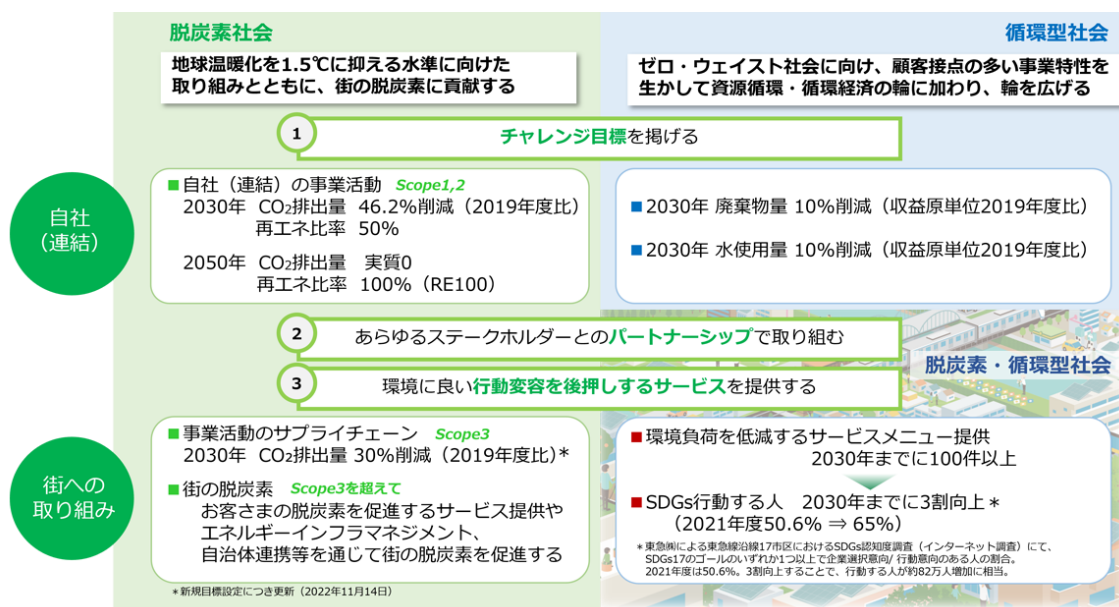 脱炭素社会
地球温暖化を1.5℃に抑える水準に向けた
取り組みとともに、街の脱炭素に貢献する
循環型社会
ゼロ・ウェイスト社会に向け、顧客接点の多い事業特性を
生かして資源循環・循環経済の輪に加わり、輪を広げる
1 チャレンジ目標を掲げる
自社
（連結）
■自社（連結）の事業活動 Scope1,2
2030年 CO₂排出量 46.2%削減（2019年度比）
再エネ比率 50%
2050年 CO₂排出量 実質0
再エネ比率 100%（RE100）
■2030年 廃棄物量 10%削減（収益原単位2019年度比）
■2030年 水使用量 10%削減（収益原単位2019年度比）
2 あらゆるステークホルダーとのパートナーシップで取り組む
脱炭素・循環型社会
3 環境に良い行動変容を後押しするサービスを提供する
街への
取り組み
■事業活動のサプライチェーン Scope3
2030年 CO₂排出量 30%削減（2019年度比）*
■街の脱炭素 Scope3を超えて
お客さまの脱炭素を促進するサービス提供や
エネルギーインフラマネジメント、
自治体連携等を通じて街の脱炭素を促進する
*新規目標設定につき更新（2022年11月14日）
■環境負荷を低減するサービスメニュー提供
2030年までに100件以上
■SDGs行動する人 2030年までに3割向上*
（2021年度50.6% ⇒ 65%）
*東急㈱による東急線沿線17市区におけるSDGs認知度調査（インターネット調査）にて、
SDGs17のゴールのいずれか1つ以上で企業選択意向/ 行動意向のある人の割合。
2021年度は50.6%。3割向上することで、行動する人が約82万人増加に相当。